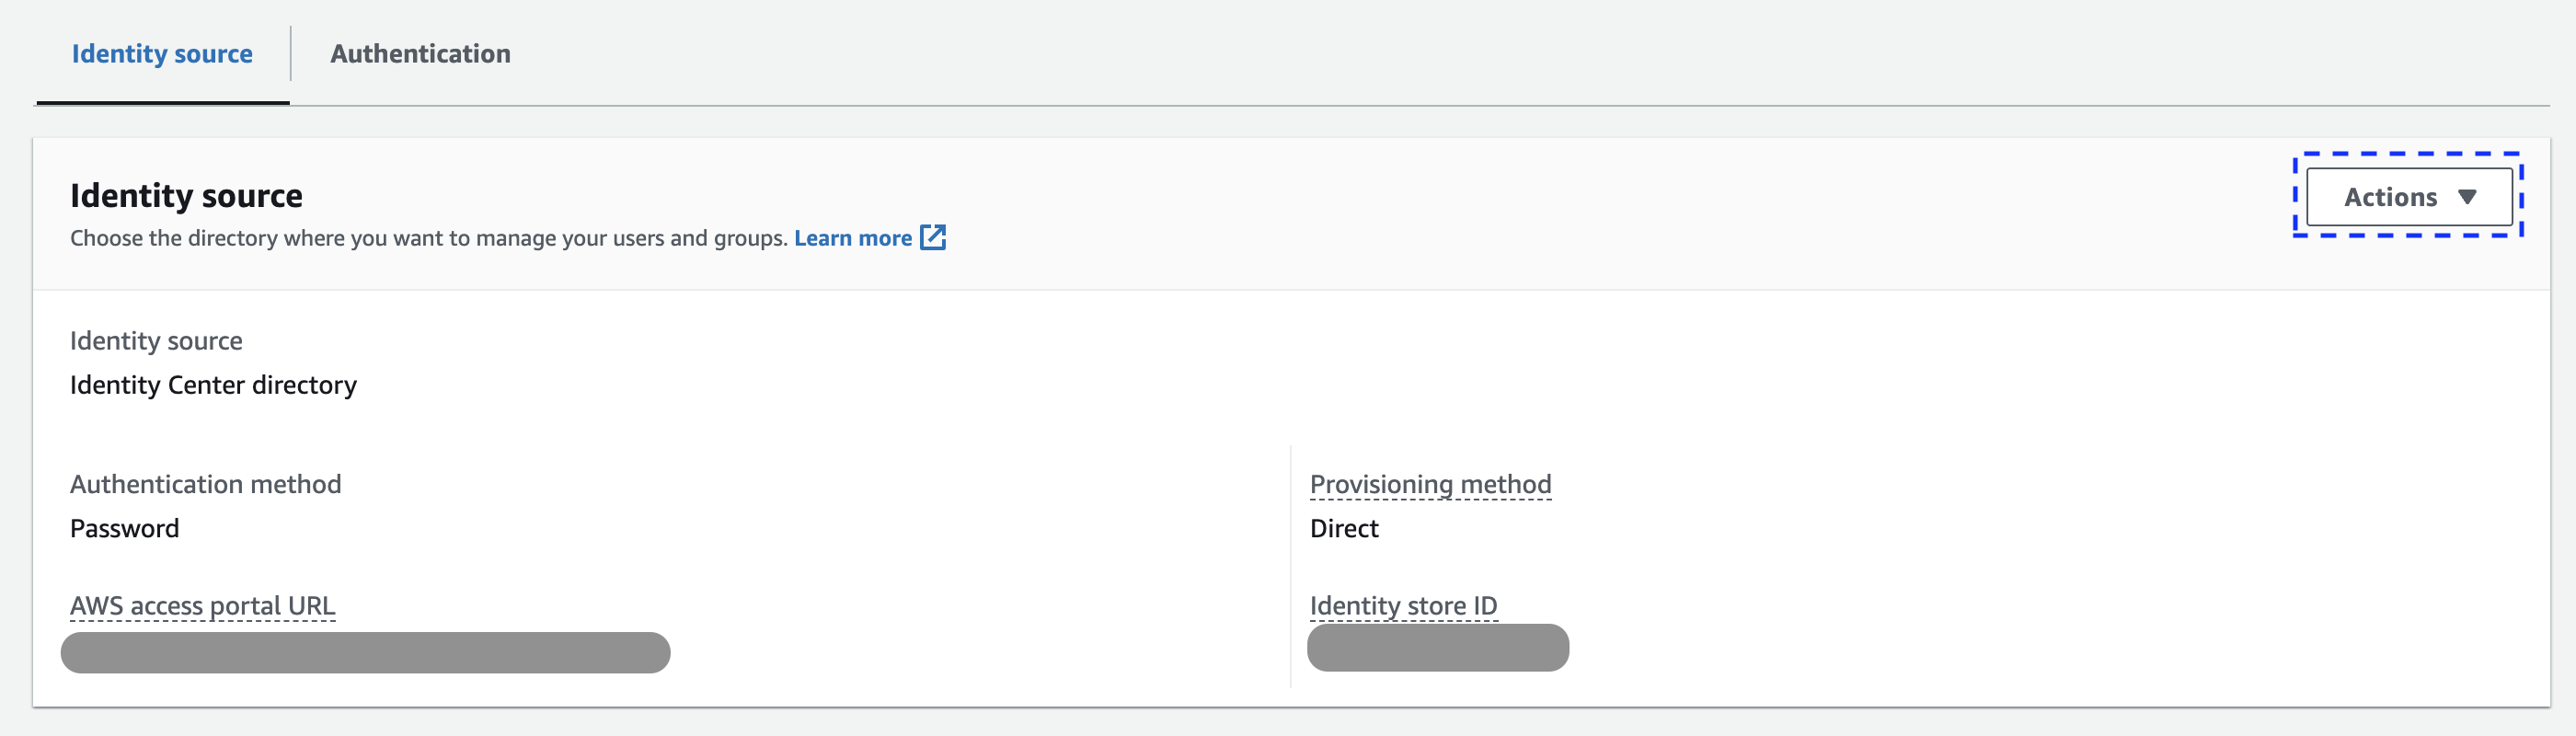 Identity source
Authentication
Identity source
Choose the directory where you want to manage your users and groups. Learn more
Actions
Identity source
Identity Center directory
Authentication method
Password
Provisioning method
Direct
AWS access portal URL
Identity store ID